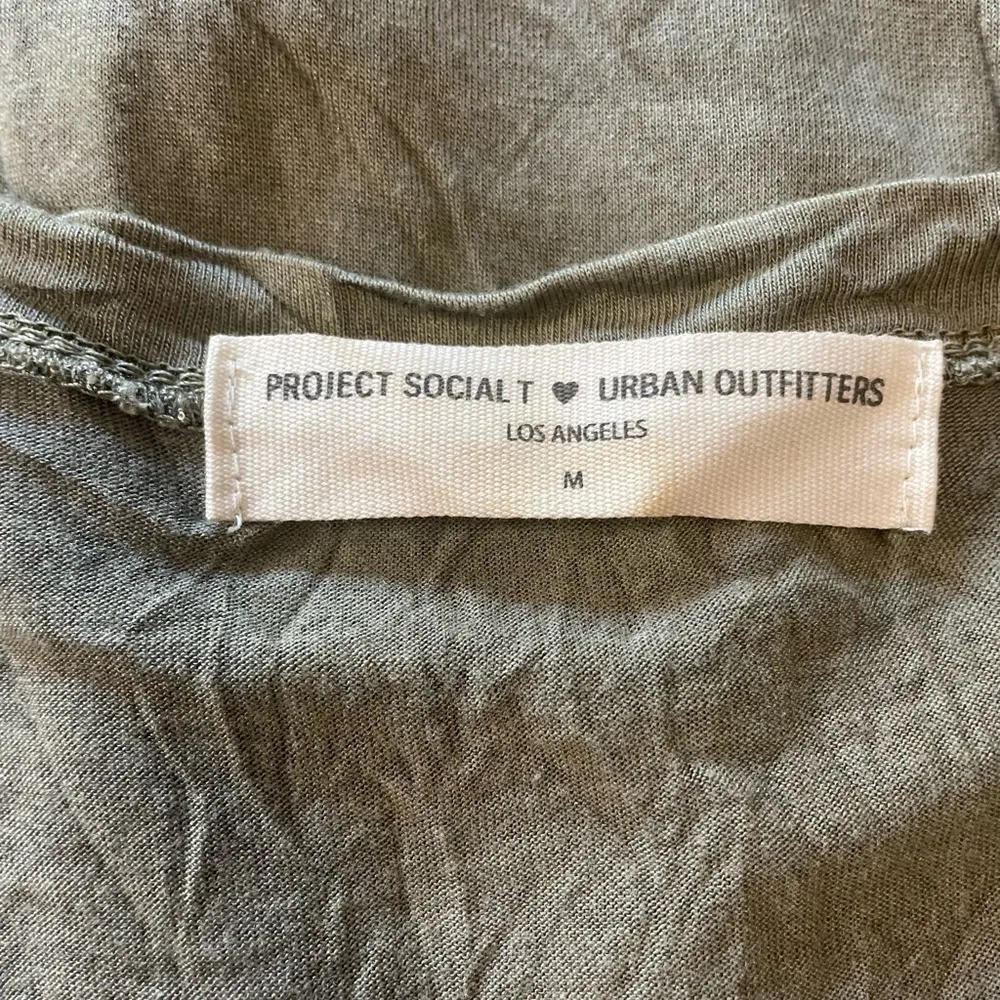 PROJECT SOCIAL T ♥ URBAN OUTFITTERS
LOS ANGELES
M